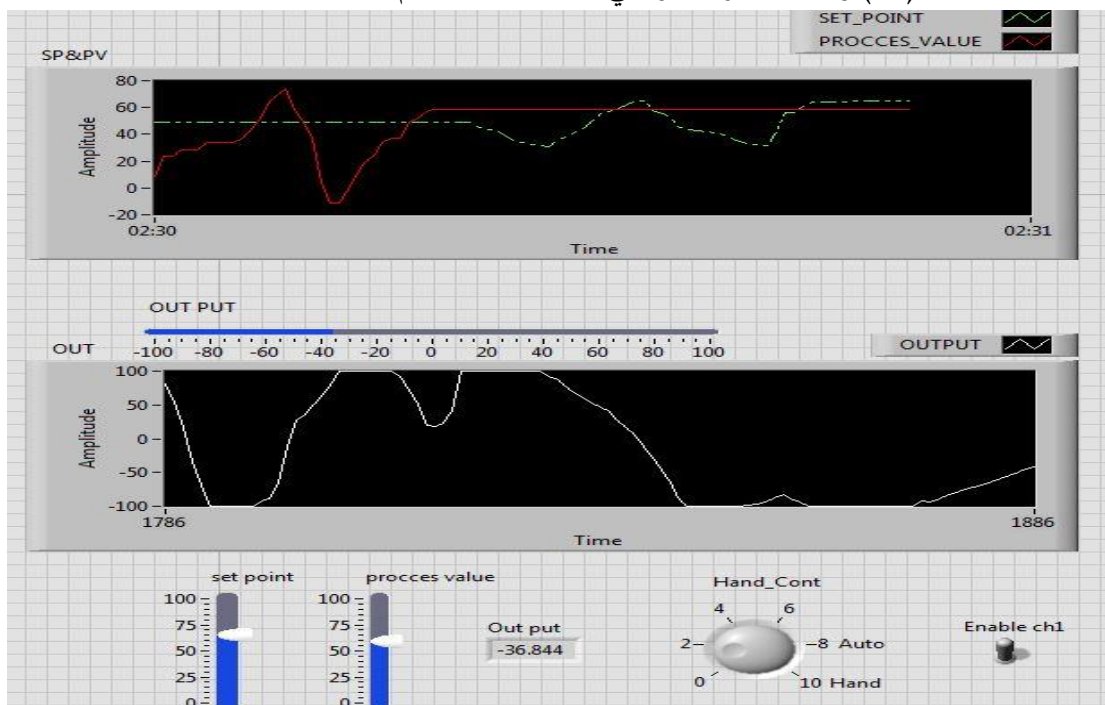 SET_POINT
PROCCES_VALUE
SP&PV
80
60
40
20
0
-20
Amplitude
02:30
02:31
Time
OUT PUT
-100 -80 -60 -40 -20 0 20 40 60 80 100
OUT
OUTPUT
100
50
0
-50
-100
Amplitude
1786
1886
Time
set point
100
75
50
25
0
procces value
100
75
50
25
0
Out put
-36.844
Hand_Cont
0 2 4 6 8 Auto
10 Hand
Enable ch1